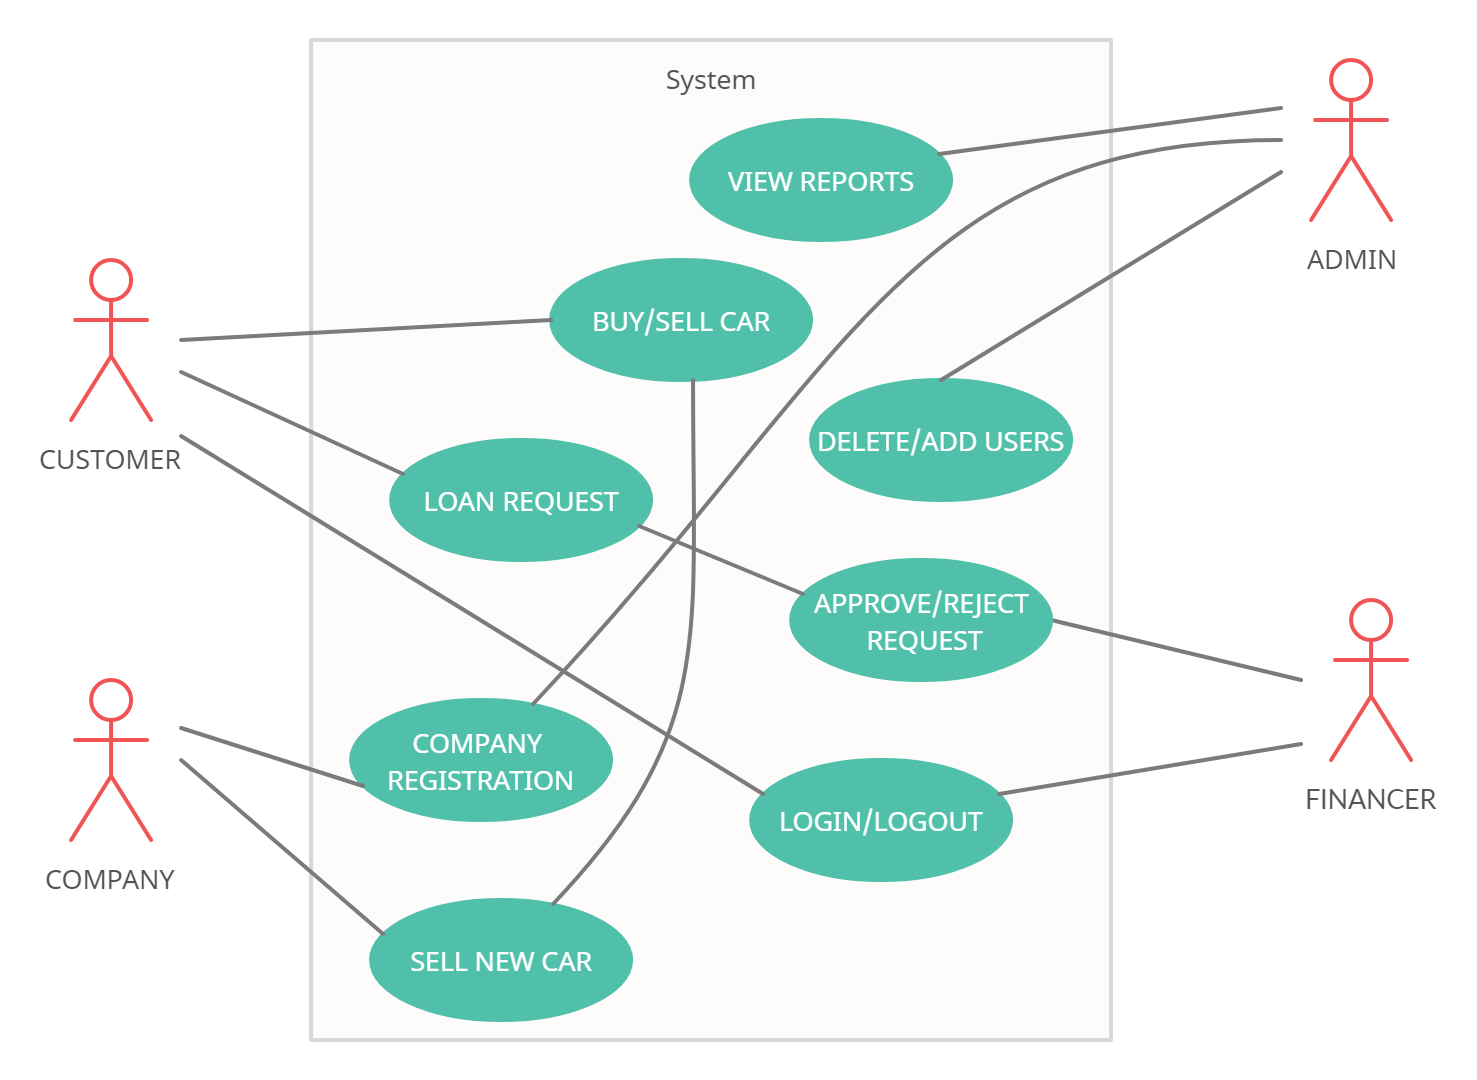 System
VIEW REPORTS
ADMIN
BUY/SELL CAR
DELETE/ADD USERS
CUSTOMER
LOAN REQUEST
APPROVE/REJECT
REQUEST
COMPANY
REGISTRATION
LOGIN/LOGOUT
FINANCER
COMPANY
SELL NEW CAR